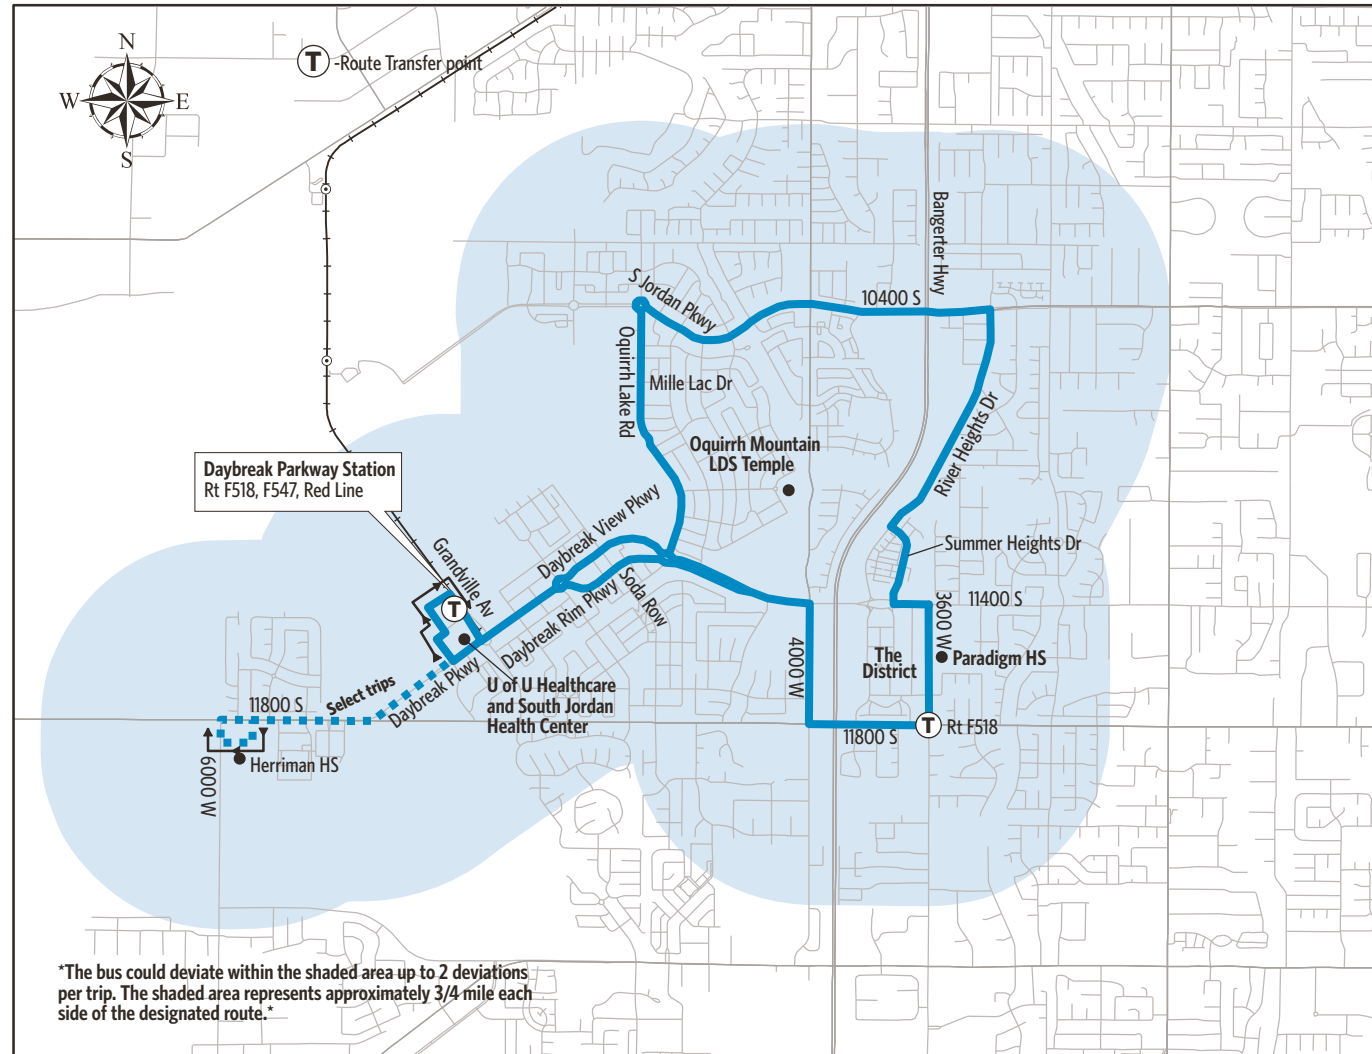 N
W
E
S
T
-Route Transfer point
Bangerter Hwy
S Jordan Pkwy
10400 S
Oquirrh Lake Rd
Mille Lac Dr
River Heights Dr
Oquirrh Mountain
LDS Temple
Daybreak Parkway Station
Rt F518, F547, Red Line
Daybreak View Pkwy
Grandville Av
Summer Heights Dr
T
Soda Row
Daybreak Rim Pkwy
11400 S
3600 W
4000 W
The
District
Paradigm HS
Daybreak Pkwy
U of U Healthcare
and South Jordan
Health Center
Select trips
11800 S
T
Rt F518
11800 S
6000 W
Herriman HS
*The bus could deviate within the shaded area up to 2 deviations
per trip. The shaded area represents approximately 3/4 mile each
side of the designated route.*